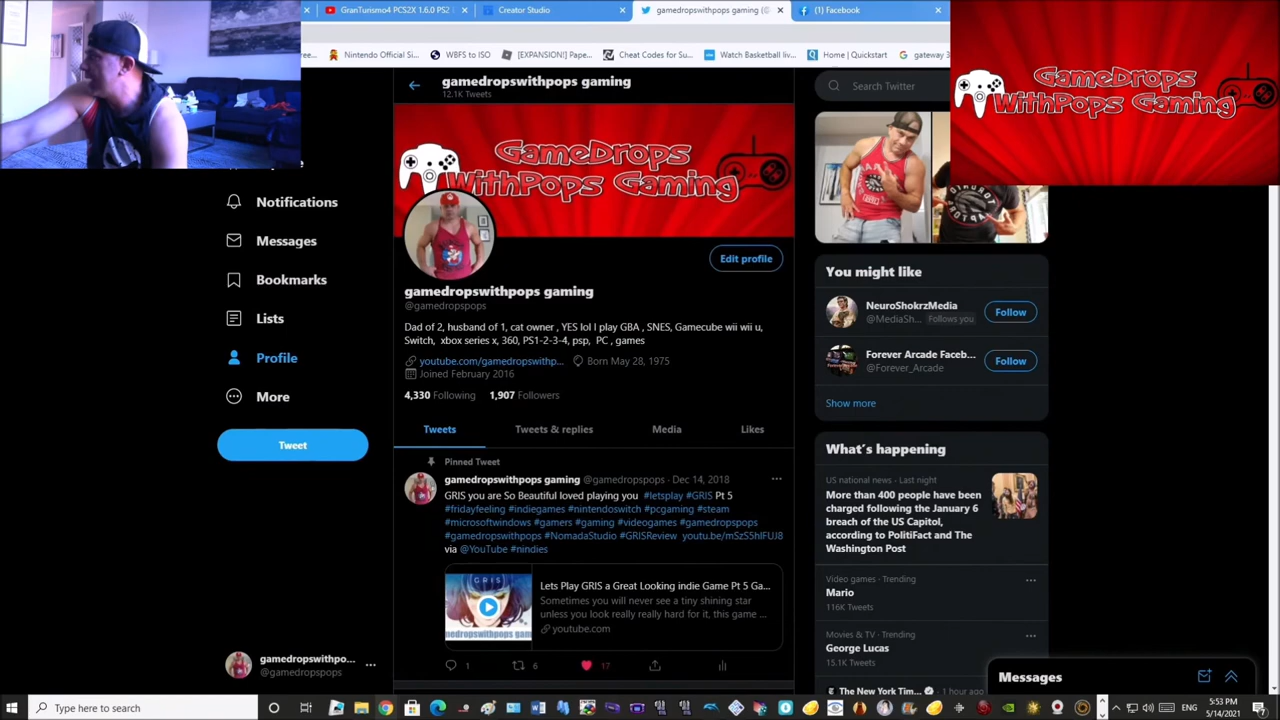 GranTurismo4 PCS2X 1.6.0 PS2
Creator Studio
gamedropswithpops gaming (@
(1) Facebook
Nintendo Official Si...
WBFS to ISO
[EXPANSION!] Pape...
Cheat Codes for Su...
Watch Basketball liv...
Home | Quickstart
gateway 3
gamedropswithpops gaming
12.1K Tweets
Search Twitter
GameDrops
WithPops Gaming
GameDrops
WithPops Gaming
Notifications
Messages
Bookmarks
Lists
Profile
More
Tweet
Edit profile
gamedropswithpops gaming
@gamedropspops
Dad of 2, husband of 1, cat owner , YES lol I play GBA , SNES, Gamecube wii wii u,
Switch, xbox series x, 360, PS1-2-3-4, psp, PC , games
youtube.com/gamedropswithp...
Born May 28, 1975
Joined February 2016
4,330 Following
1,907 Followers
Tweets
Tweets & replies
Media
Likes
Pinned Tweet
gamedropswithpops gaming @gamedropspops · Dec 14, 2018
GRIS you are So Beautiful loved playing you #letsplay #GRIS Pt 5
#fridayfeeling #indiegames #nintendoswitch #pcgaming #steam
#microsoftwindows #gamers #gaming #videogames #gamedropspops
#gamedropswithpops #NomadaStudio #GRISReview youtu.be/mSzS5hIFUJ8
via @YouTube #nindies
GRIS
Lets Play GRIS a Great Looking indie Game Pt 5 Ga...
Sometimes you will never see a tiny shining star
unless you look really really hard for it, this game ...
youtube.com
1
6
17
You might like
NeuroShokrzMedia
@MediaSh...
Follows you
Follow
Forever Arcade Faceb...
@Forever_Arcade
Follow
Show more
What's happening
US national news · Last night
More than 400 people have been
charged following the January 6
breach of the US Capitol,
according to PolitiFact and The
Washington Post
Video games · Trending
Mario
116K Tweets
Movies & TV · Trending
George Lucas
15.1K Tweets
The New York Tim...
1 hour ago
Messages
gamedropswithpo...
@gamedropspops
Type here to search
ENG
5:53 PM
5/14/2021